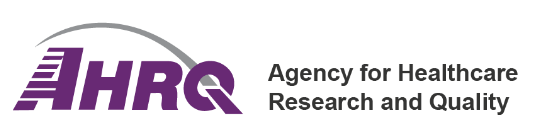 AHRQ
Agency for Healthcare
Research and Quality